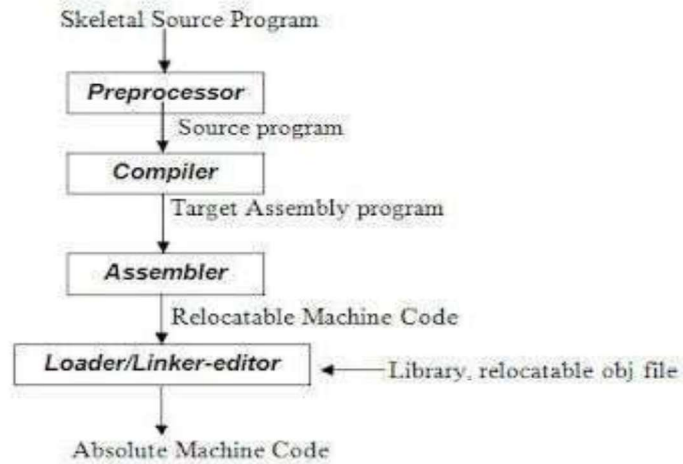 Skeletal Source Program
Preprocessor
Source program
Compiler
Target Assembly program
Assembler
Relocatable Machine Code
Loader/Linker-editor
Library, relocatable obj file
Absolute Machine Code